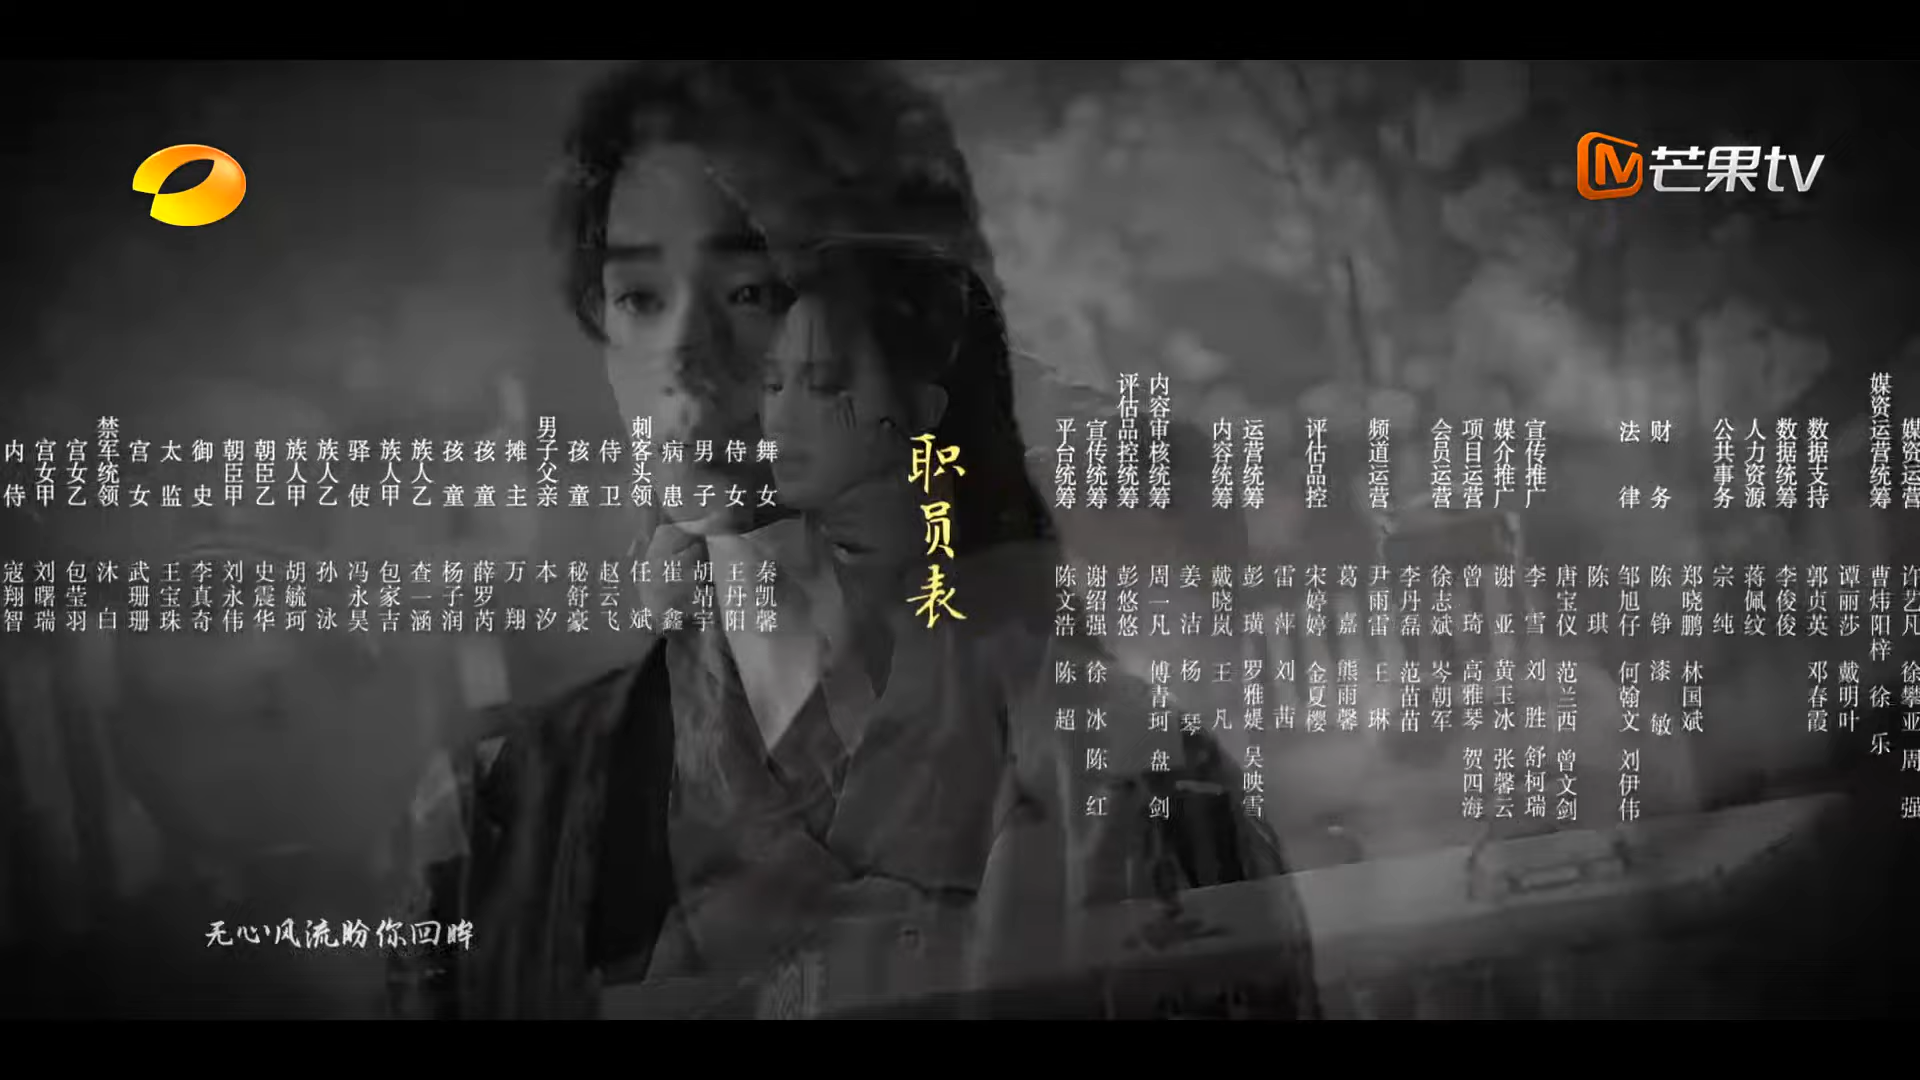 芒果tv
内侍 寇翔智
宫女甲 刘曙瑞
宫女乙 包莹羽
禁军统领 沐白
宫女 武珊珊
太监 王宝珠
御史 李真奇
朝臣甲 刘永伟
朝臣乙 史震华
族人甲 胡毓珂
族人乙 孙泳
驿使 冯永昊
族人甲 包家吉
族人乙 查一涵
孩童 杨子润
孩童 薛罗芮
摊主 万翔
男子父亲 本汐
孩童 秘舒豪
侍卫 赵云飞
刺客头领 任斌
病患 崔鑫
男子 胡靖宇
侍女 王丹阳
舞女 秦凯馨
职员表
平台统筹 陈文浩 陈超
宣传统筹 谢绍强 徐冰 陈红
评估品控统筹 彭悠悠
内容审核统筹 周一凡 傅青珂 盘剑
姜洁 杨琴
内容统筹 戴晓岚 王凡
运营统筹 彭璜 罗雅媞 吴映雪
雷萍 刘茜
评估品控 宋婷婷 金夏樱
葛嘉 熊雨馨
频道运营 尹雨雷 王琳
李丹磊 范苗苗
会员运营 徐志斌 岑朝军
项目运营 曾琦 高雅琴 贺四海
媒介推广 谢亚 黄玉冰 张馨云
宣传推广 李雪 刘胜 舒柯瑞
唐宝仪 范兰西 曾文剑
陈琪
法律 邹旭仔 何翰文 刘伊伟
财务 陈铮 漆敏
郑晓鹏 林国斌
公共事务 宗纯
人力资源 蒋佩纹
数据统筹 李俊俊
数据支持 郭贞英 邓春霞
谭丽莎 戴明叶
媒资运营统筹 曹炜阳梓 徐乐
媒资运营 许艺凡 徐攀亚 周强
无心风流盼你回眸